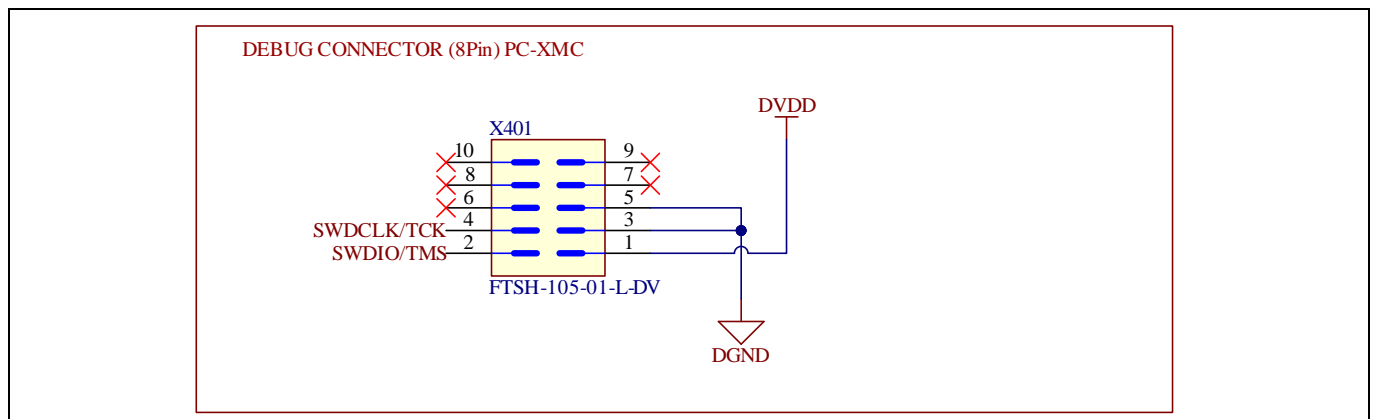 DEBUG CONNECTOR (8Pin) PC-XMC
DVDD
X401
10 9
8 7
6 5
SWDCLK/TCK 4 3
SWDIO/TMS 2 1
FTSH-105-01-L-DV
DGND